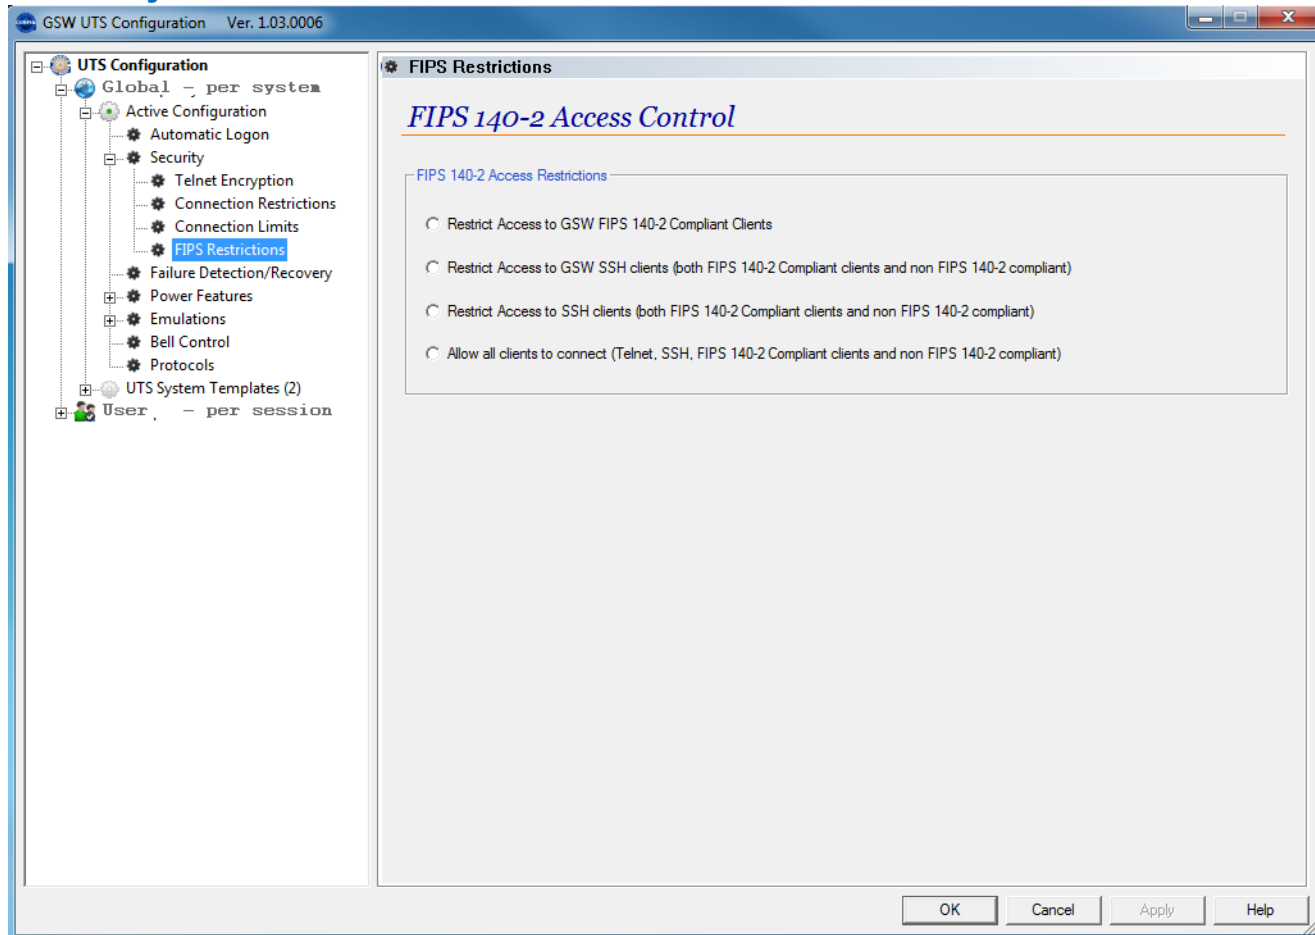 GSW UTS Configuration Ver. 1.03.0006
UTS Configuration
Global - per system
Active Configuration
Automatic Logon
Security
Telnet Encryption
Connection Restrictions
Connection Limits
FIPS Restrictions
Failure Detection/Recovery
Power Features
Emulations
Bell Control
Protocols
UTS System Templates (2)
User - per session
FIPS Restrictions
FIPS 140-2 Access Control
FIPS 140-2 Access Restrictions
Restrict Access to GSW FIPS 140-2 Compliant Clients
Restrict Access to GSW SSH clients (both FIPS 140-2 Compliant clients and non FIPS 140-2 compliant)
Restrict Access to SSH clients (both FIPS 140-2 Compliant clients and non FIPS 140-2 compliant)
Allow all clients to connect (Telnet, SSH, FIPS 140-2 Compliant clients and non FIPS 140-2 compliant)
OK Cancel Apply Help